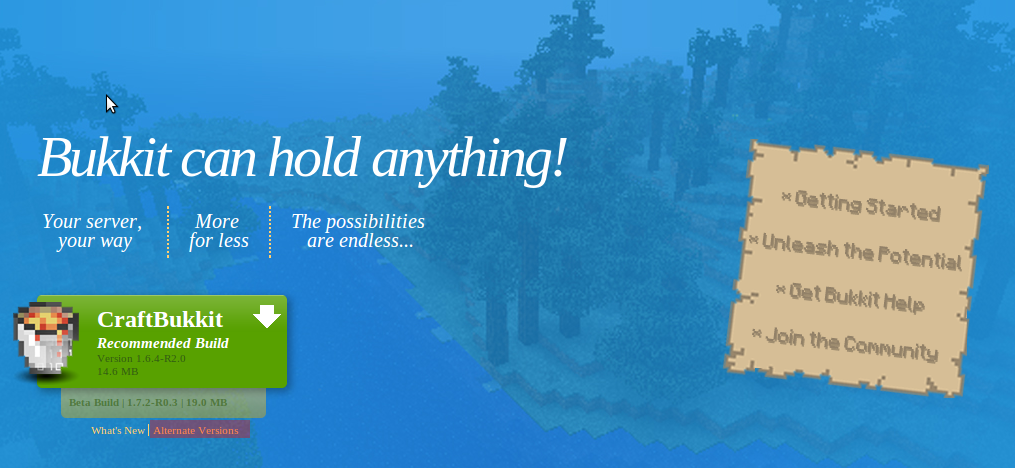 Bukkit can hold anything!
Your server,
your way
More
for less
The possibilities
are endless...
× Getting Started
× Unleash the Potential
× Get Bukkit Help
× Join the Community
CraftBukkit
Recommended Build
Version 1.6.4-R2.0
14.6 MB
Beta Build | 1.7.2-R0.3 | 19.0 MB
What's New | Alternate Versions